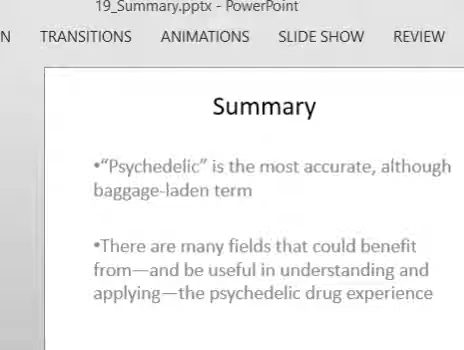 19_Summary.pptx - PowerPoint
N TRANSITIONS ANIMATIONS SLIDE SHOW REVIEW
Summary
•“Psychedelic” is the most accurate, although
baggage-laden term
•There are many fields that could benefit
from—and be useful in understanding and
applying—the psychedelic drug experience